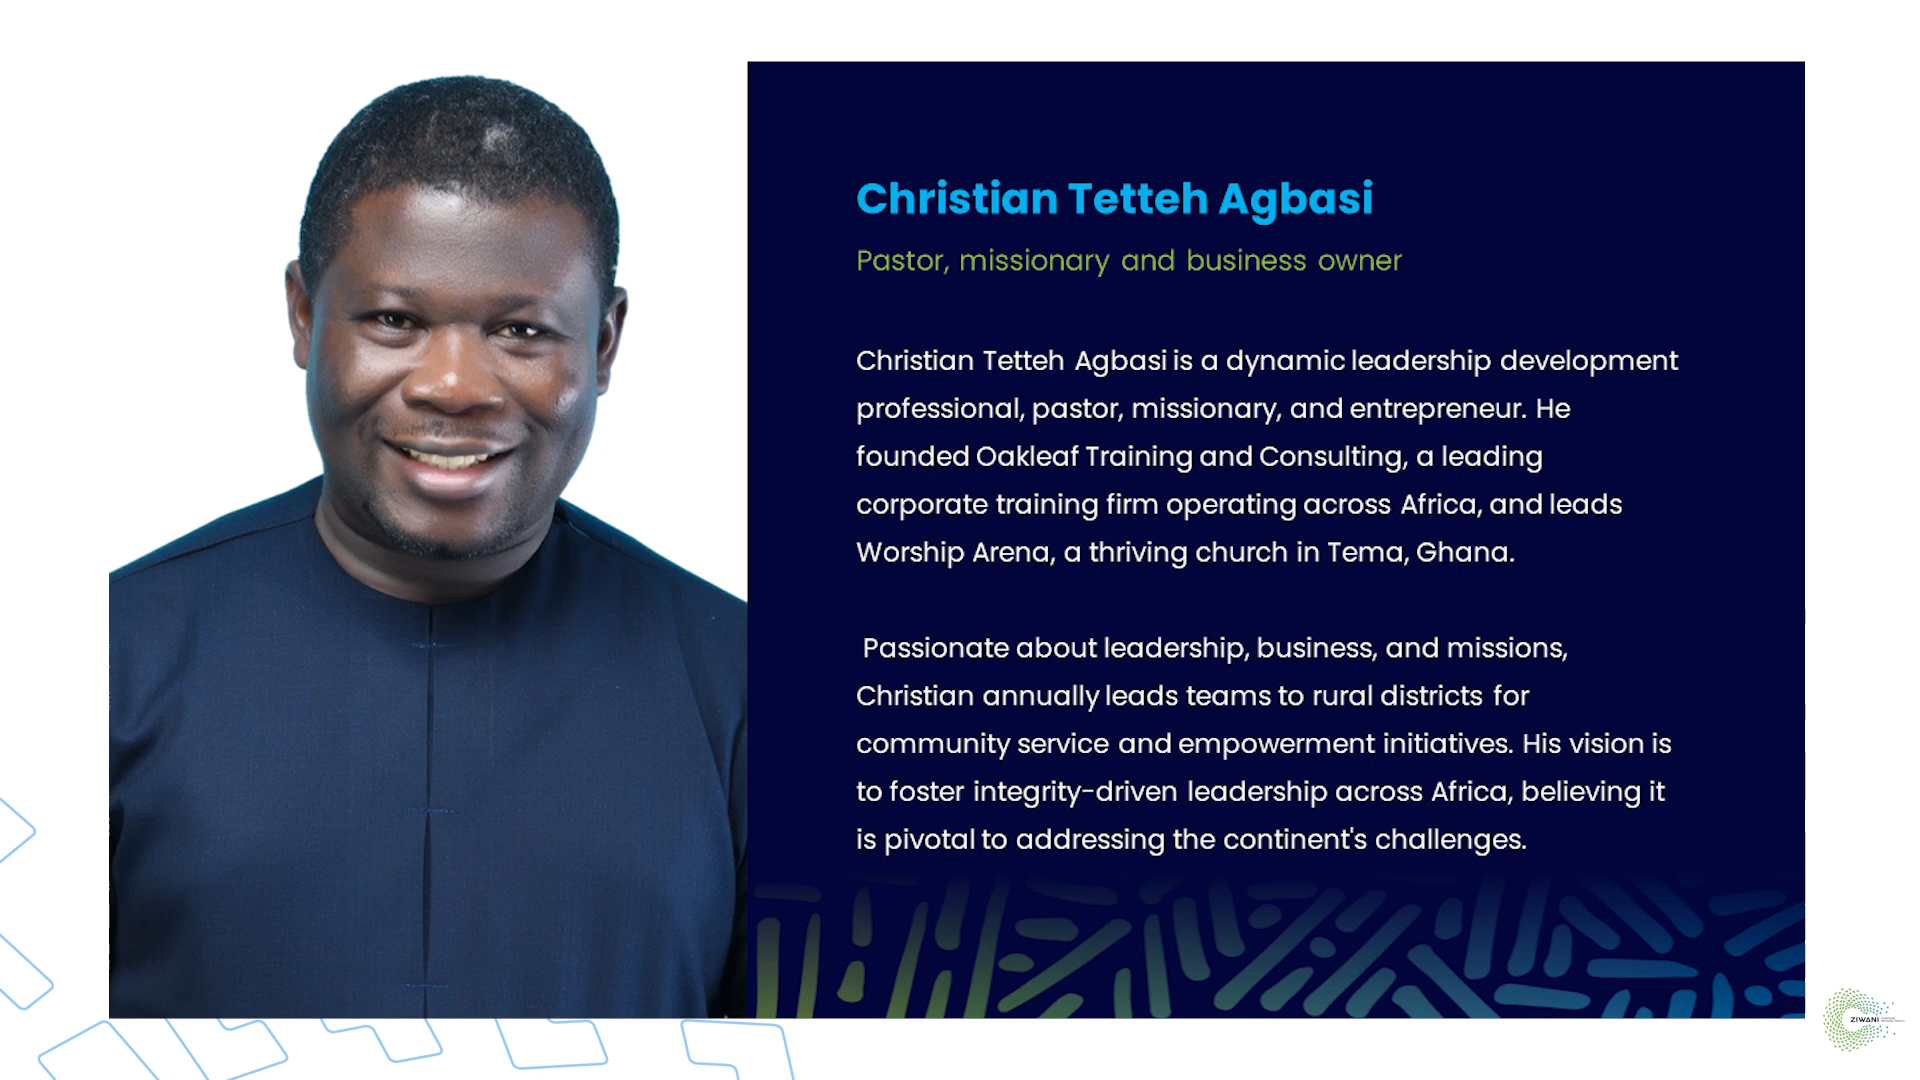 Christian Tetteh Agbasi
Pastor, missionary and business owner
Christian Tetteh Agbasi is a dynamic leadership development
professional, pastor, missionary, and entrepreneur. He
founded Oakleaf Training and Consulting, a leading
corporate training firm operating across Africa, and leads
Worship Arena, a thriving church in Tema, Ghana.
Passionate about leadership, business, and missions,
Christian annually leads teams to rural districts for
community service and empowerment initiatives. His vision is
to foster integrity-driven leadership across Africa, believing it
is pivotal to addressing the continent's challenges.
ZIWANI